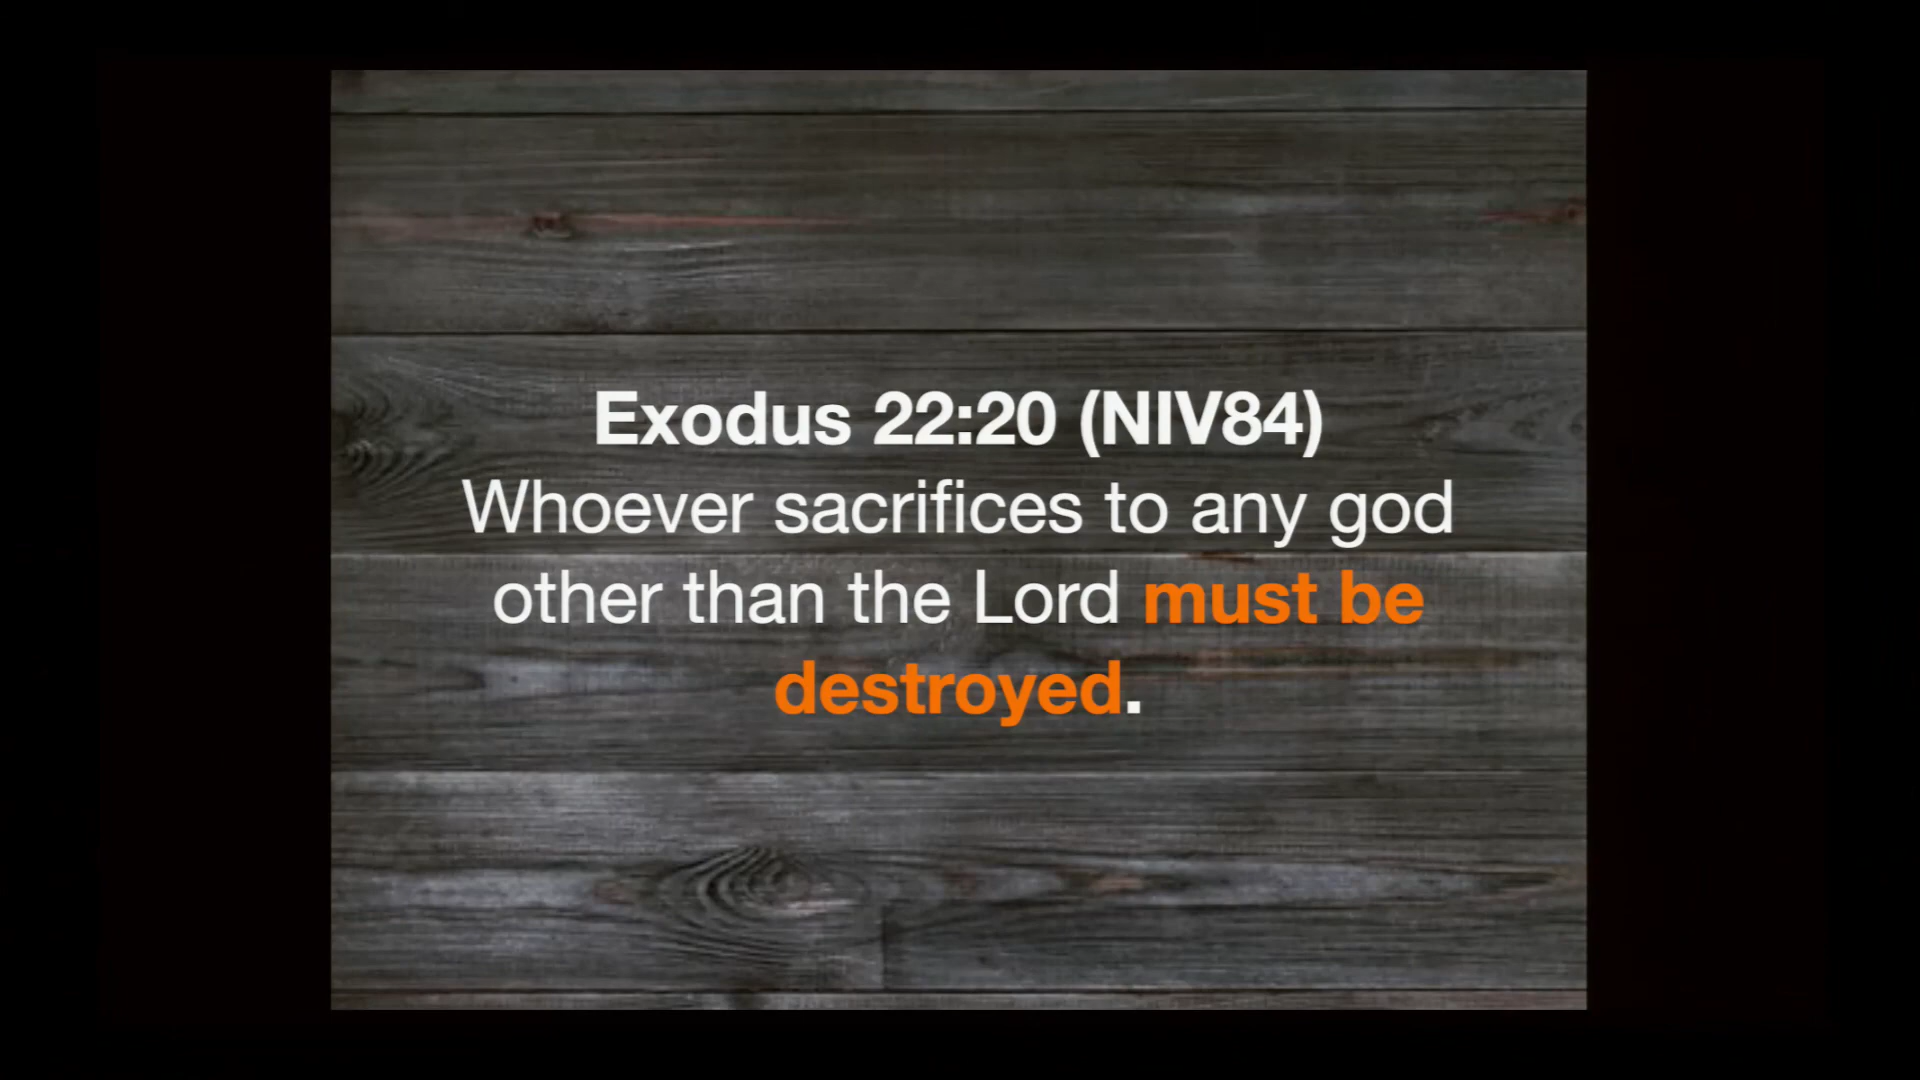 Exodus 22:20 (NIV84)
Whoever sacrifices to any god
other than the Lord must be
destroyed.